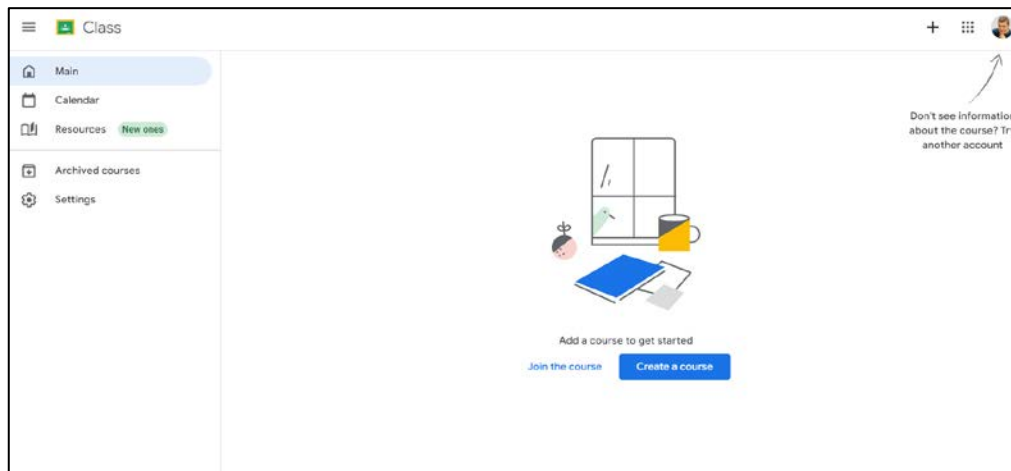 Class
Main
Calendar
Resources New ones
Archived courses
Settings
Don't see information
about the course? Tr
another account
Add a course to get started
Join the course Create a course